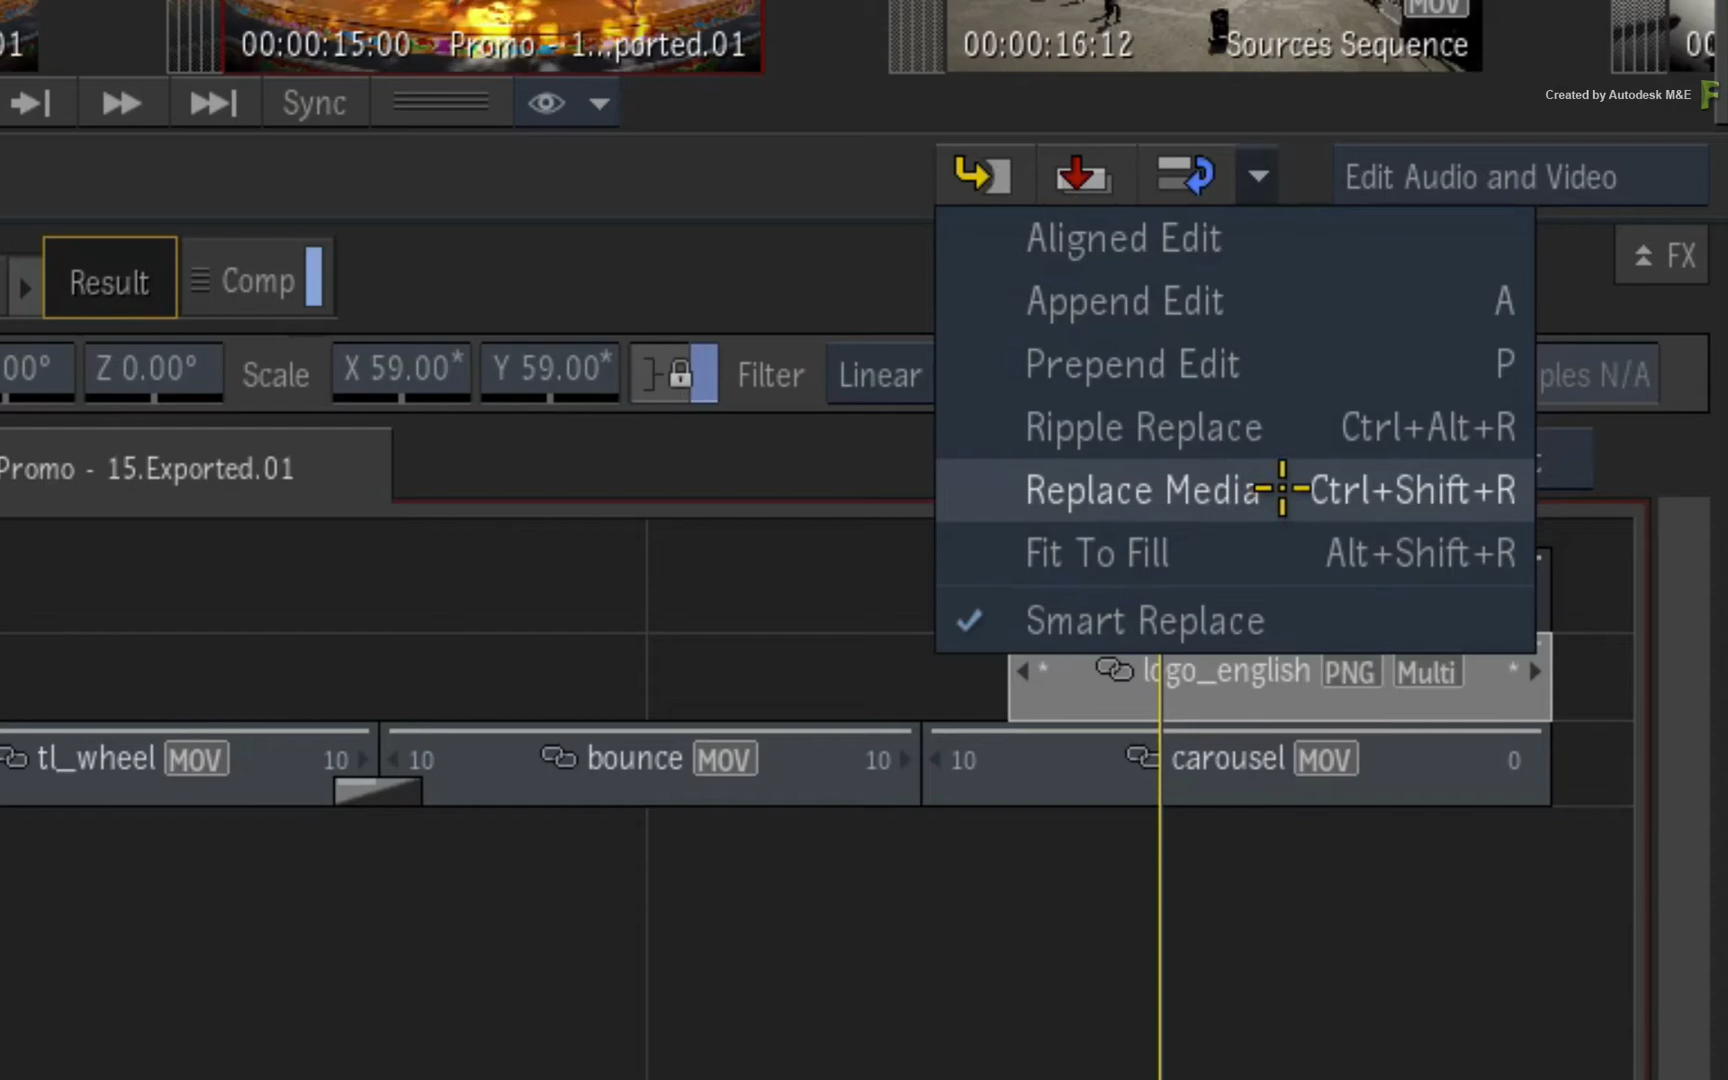 01
00:00:15:00
Promo - 1...ported.01
MOV
00:00:16:12
Sources Sequence
00
Created by Autodesk M&E
Sync
Edit Audio and Video
Result
Comp
FX
Aligned Edit
Append Edit A
Prepend Edit P
Ripple Replace Ctrl+Alt+R
Replace Media Ctrl+Shift+R
Fit To Fill Alt+Shift+R
Smart Replace
00°
Z 0.00°
Scale
X 59.00*
Y 59.00*
Filter
Linear
ples N/A
Promo - 15.Exported.01
* logo_english PNG Multi *
tl_wheel MOV 10
10 bounce MOV 10
10 carousel MOV 0